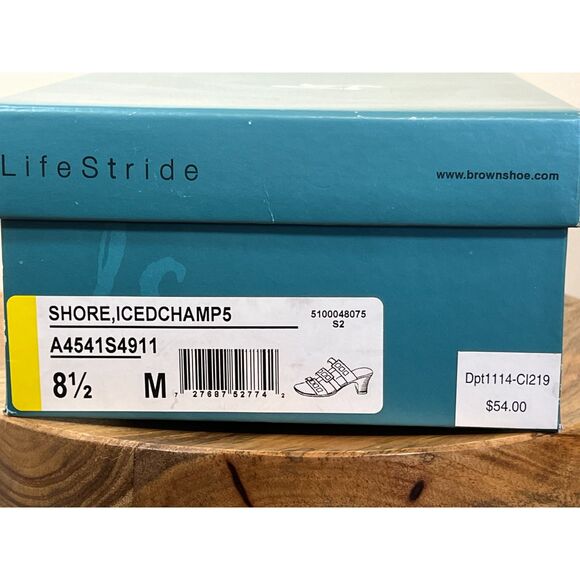 LifeStride
www.brownshoe.com
SHORE,ICEDCHAMP5
5100048075
S2
A4541S4911
8½ M
7 27687 52774 2
Dpt1114-Cl219
$54.00